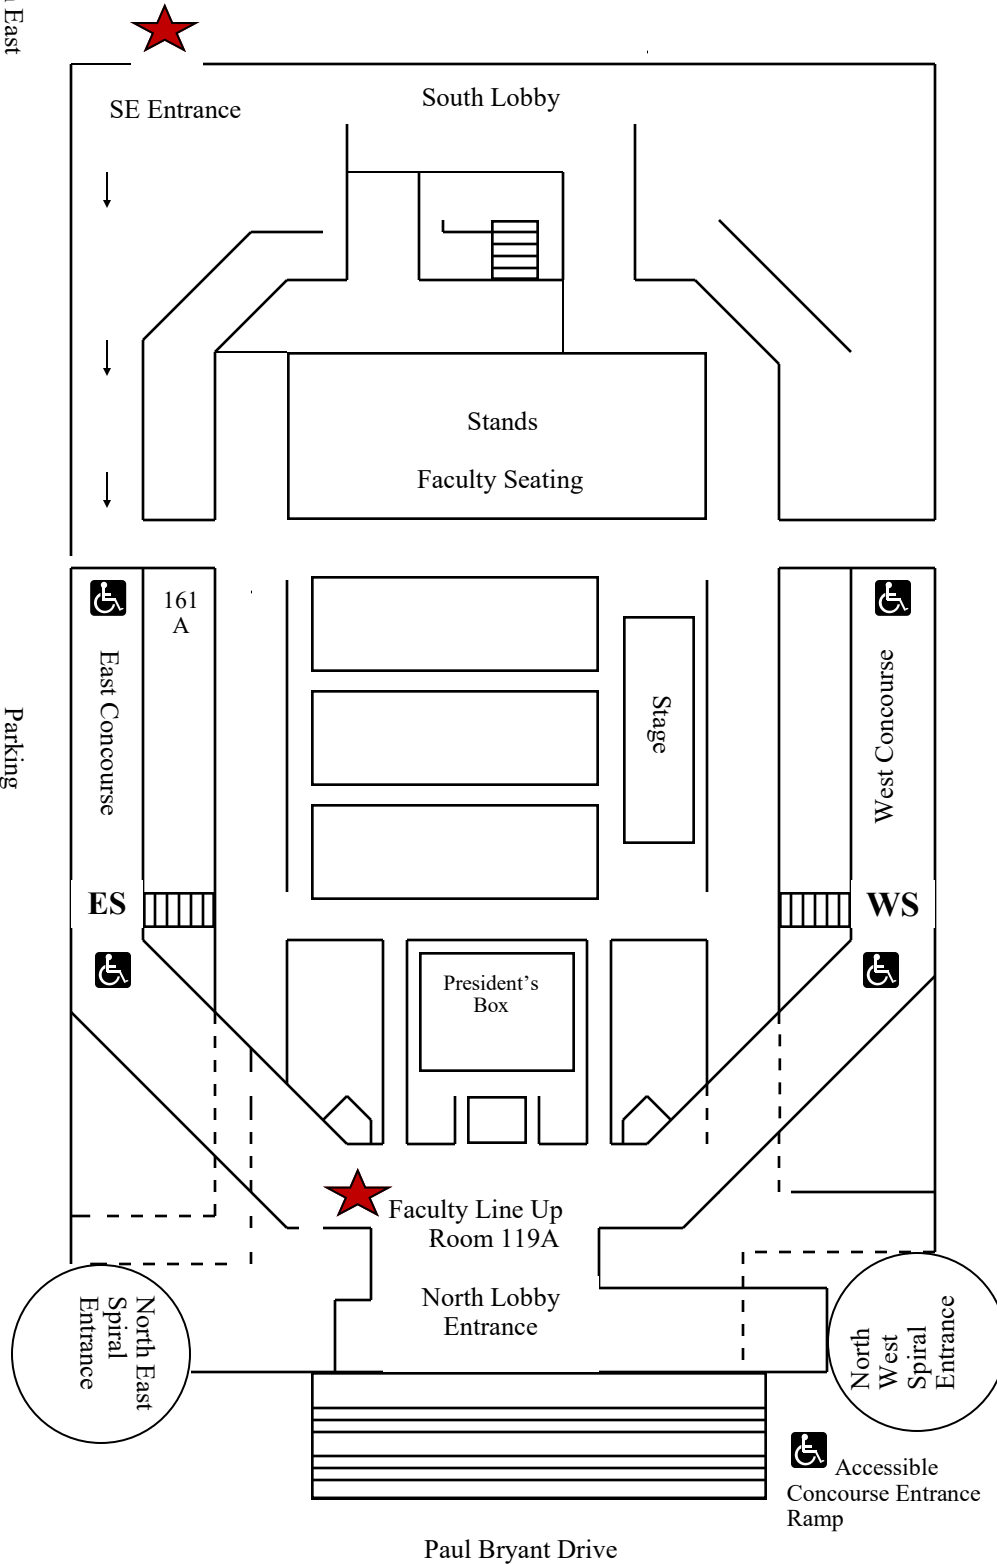 East
SE Entrance
South Lobby
Stands
Faculty Seating
161
A
East Concourse
Stage
West Concourse
Parking
ES
WS
President's
Box
Faculty Line Up
Room 119A
North Lobby
Entrance
North East
Spiral
Entrance
North
West
Spiral
Entrance
Accessible
Concourse Entrance
Ramp
Paul Bryant Drive